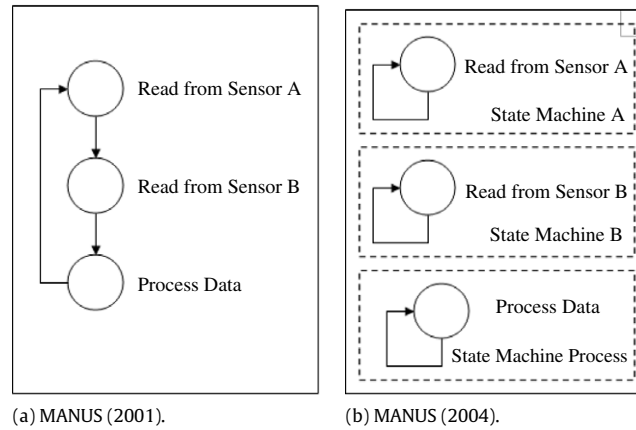 Read from Sensor A
Read from Sensor B
Process Data
(a) MANUS (2001).
Read from Sensor A
State Machine A
Read from Sensor B
State Machine B
Process Data
State Machine Process
(b) MANUS (2004).